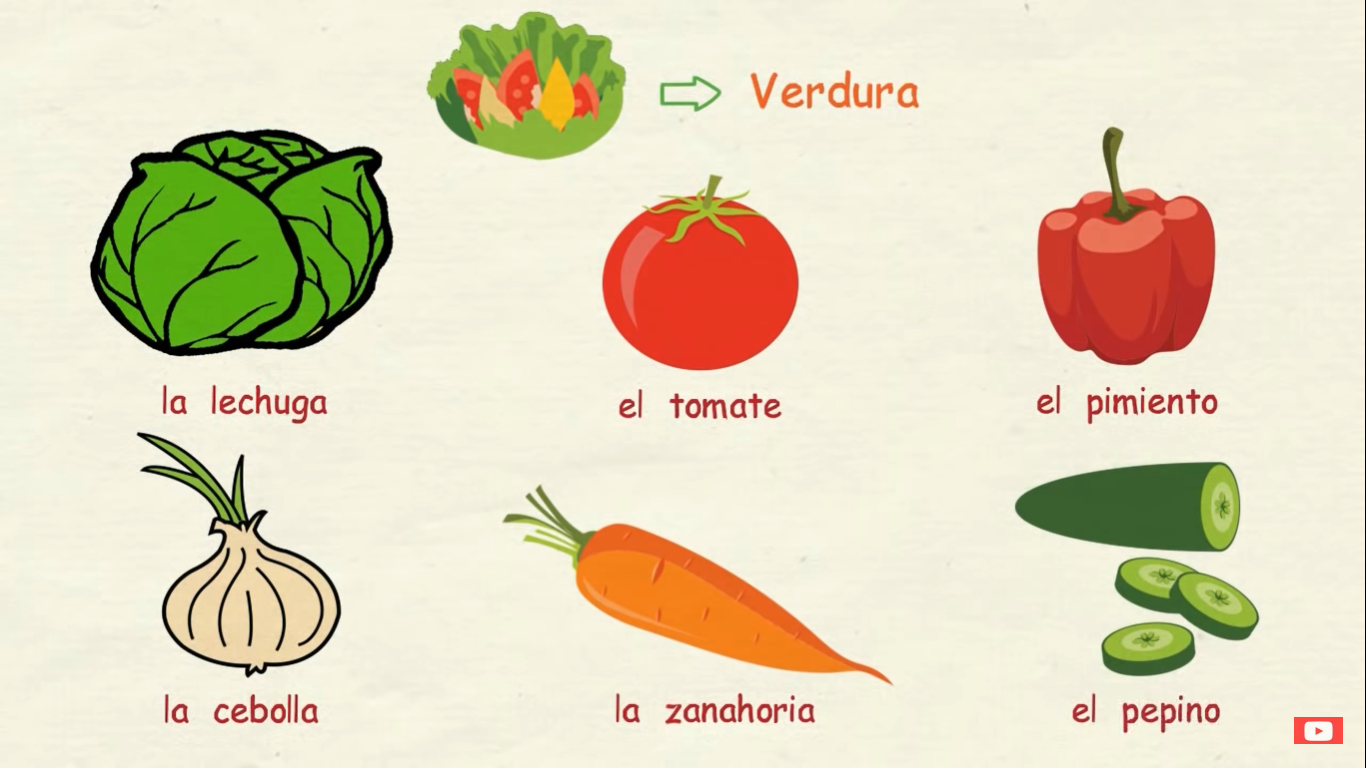 Verdura
la lechuga
el tomate
el pimiento
la cebolla
la zanahoria
el pepino